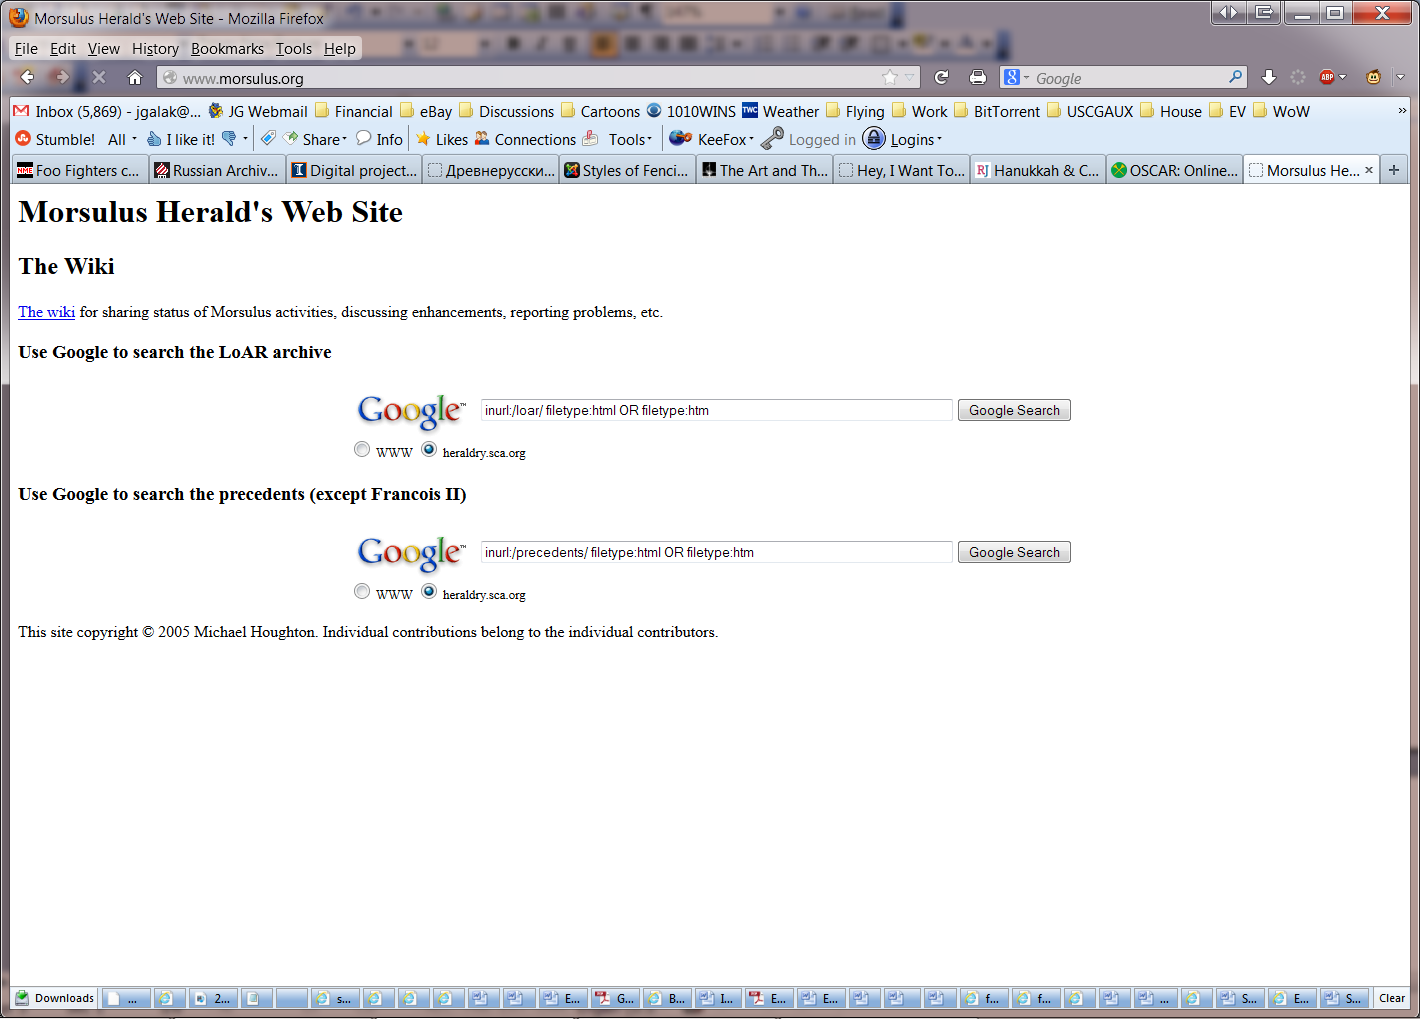 Morsulus Herald's Web Site - Mozilla Firefox
File Edit View History Bookmarks Tools Help
www.morsulus.org
Google
ABP
Inbox (5,869) - jgalak@... JG Webmail Financial eBay Discussions Cartoons 1010WINS TWC Weather Flying Work BitTorrent USCGAUX House EV WoW »
Stumble! All I like it! Share Info Likes Connections Tools KeeFox Logged in Logins
NME Foo Fighters c... Russian Archiv... Digital project... Древнерусски... Styles of Fenci... The Art and Th... Hey, I Want To... RJ Hanukkah & C... OSCAR: Online... Morsulus He... × +
Morsulus Herald's Web Site
The Wiki
The wiki for sharing status of Morsulus activities, discussing enhancements, reporting problems, etc.
Use Google to search the LoAR archive
Google™ inurl:/loar/ filetype:html OR filetype:htm Google Search
WWW heraldry.sca.org
Use Google to search the precedents (except Francois II)
Google™ inurl:/precedents/ filetype:html OR filetype:htm Google Search
WWW heraldry.sca.org
This site copyright © 2005 Michael Houghton. Individual contributions belong to the individual contributors.
Downloads ... 2... s... E... G... B... I... E... E... f... f... ... S... E... S... Clear